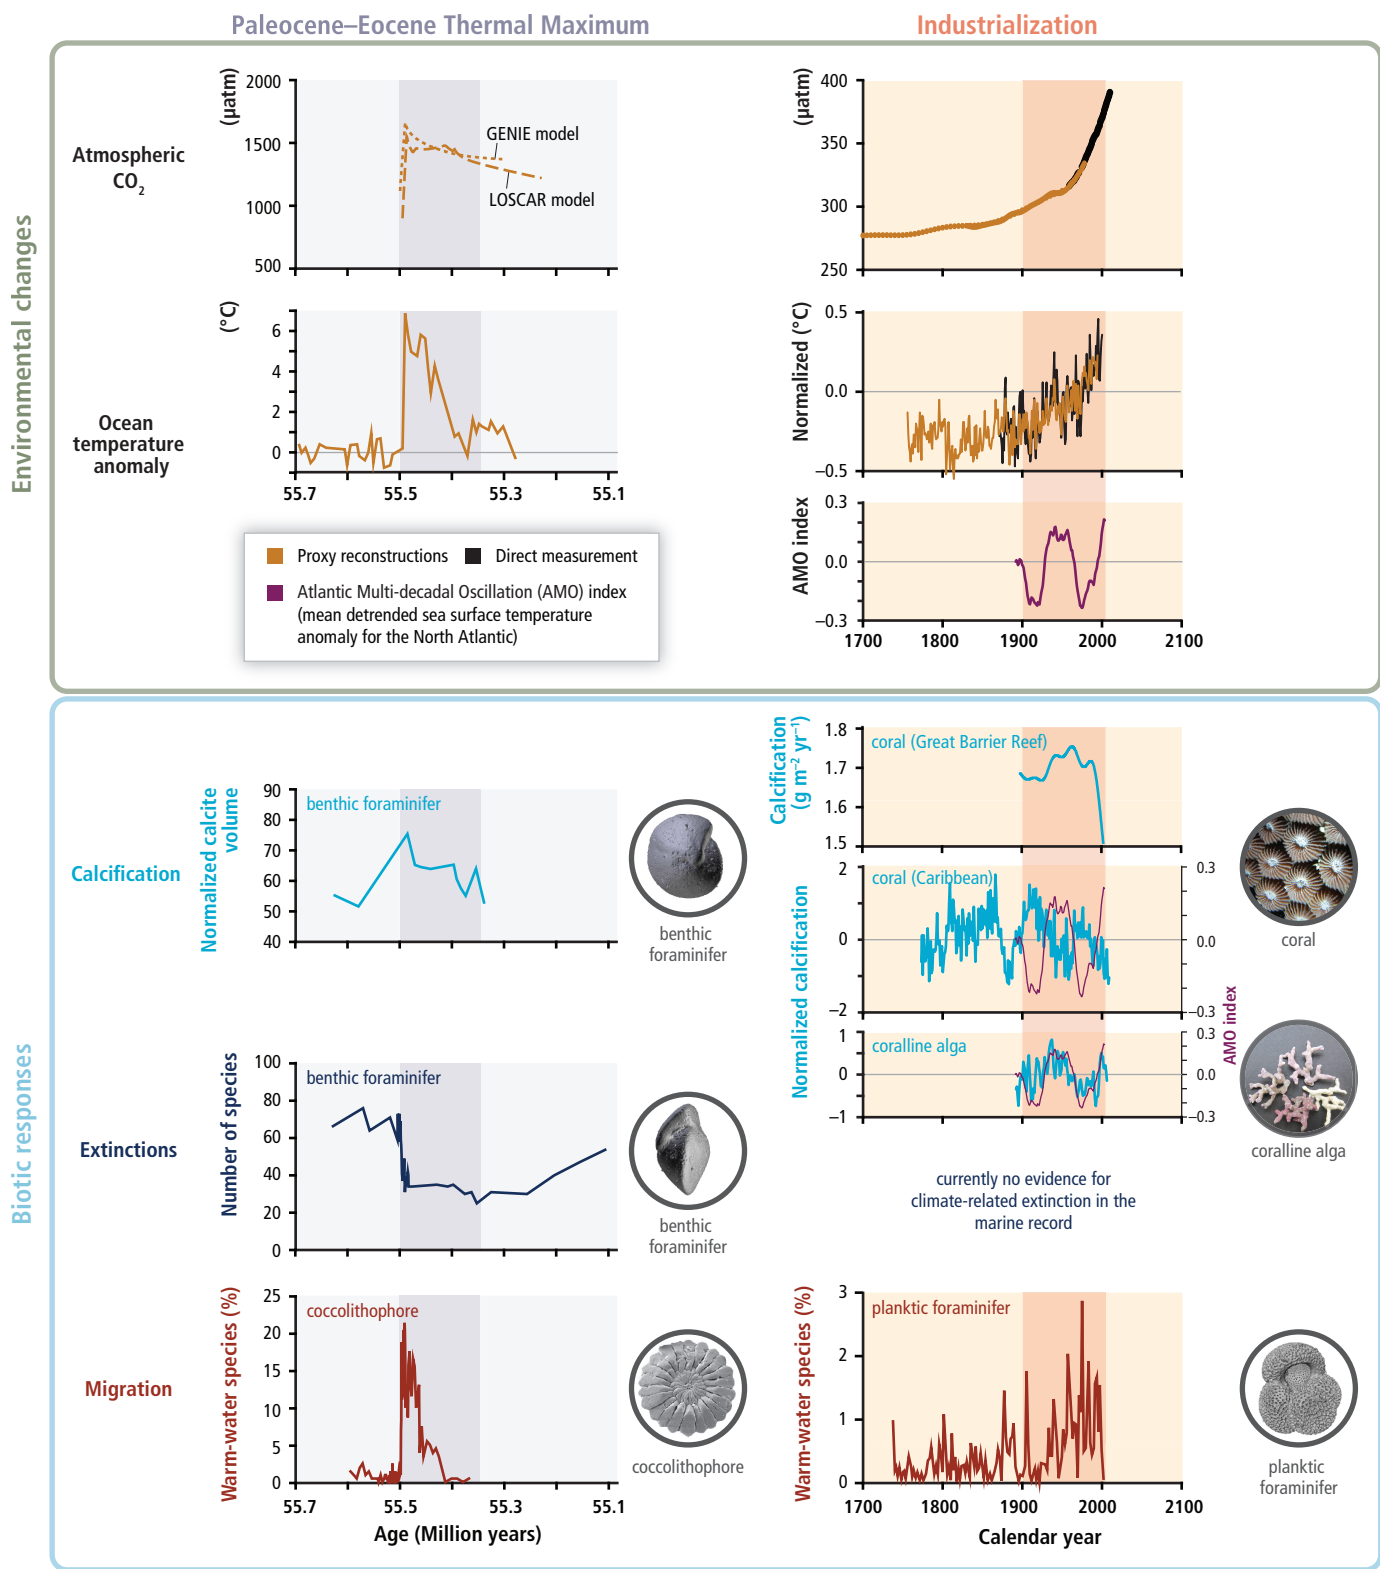 Paleocene–Eocene Thermal Maximum
Industrialization
Environmental changes
Atmospheric
CO2
(µatm)
2000
1500
1000
500
GENIE model
LOSCAR model
(µatm)
400
350
300
250
1700
1800
1900
2000
2100
Ocean
temperature
anomaly
(°C)
6
4
2
0
55.7
55.5
55.3
55.1
Normalized (°C)
0.5
0.0
–0.5
AMO index
0.3
0.0
–0.3
1700
1800
1900
2000
2100
Proxy reconstructions
Direct measurement
Atlantic Multi-decadal Oscillation (AMO) index
(mean detrended sea surface temperature
anomaly for the North Atlantic)
Biotic responses
Calcification
Normalized calcite
volume
90
80
70
60
50
40
benthic foraminifer
benthic
foraminifer
Calcification
(g m–2 yr–1)
1.8
1.7
1.6
1.5
coral (Great Barrier Reef)
Normalized calcification
2
0
–2
coral (Caribbean)
0.3
0.0
–0.3
coral
1
0
–1
coralline alga
0.3
0.0
–0.3
AMO index
coralline alga
Extinctions
Number of species
100
80
60
40
20
0
benthic foraminifer
benthic
foraminifer
currently no evidence for
climate-related extinction in the
marine record
Migration
Warm-water species (%)
25
20
15
10
5
0
coccolithophore
55.7
55.5
55.3
55.1
Age (Million years)
coccolithophore
Warm-water species (%)
3
2
1
0
planktic foraminifer
1700
1800
1900
2000
2100
Calendar year
planktic
foraminifer